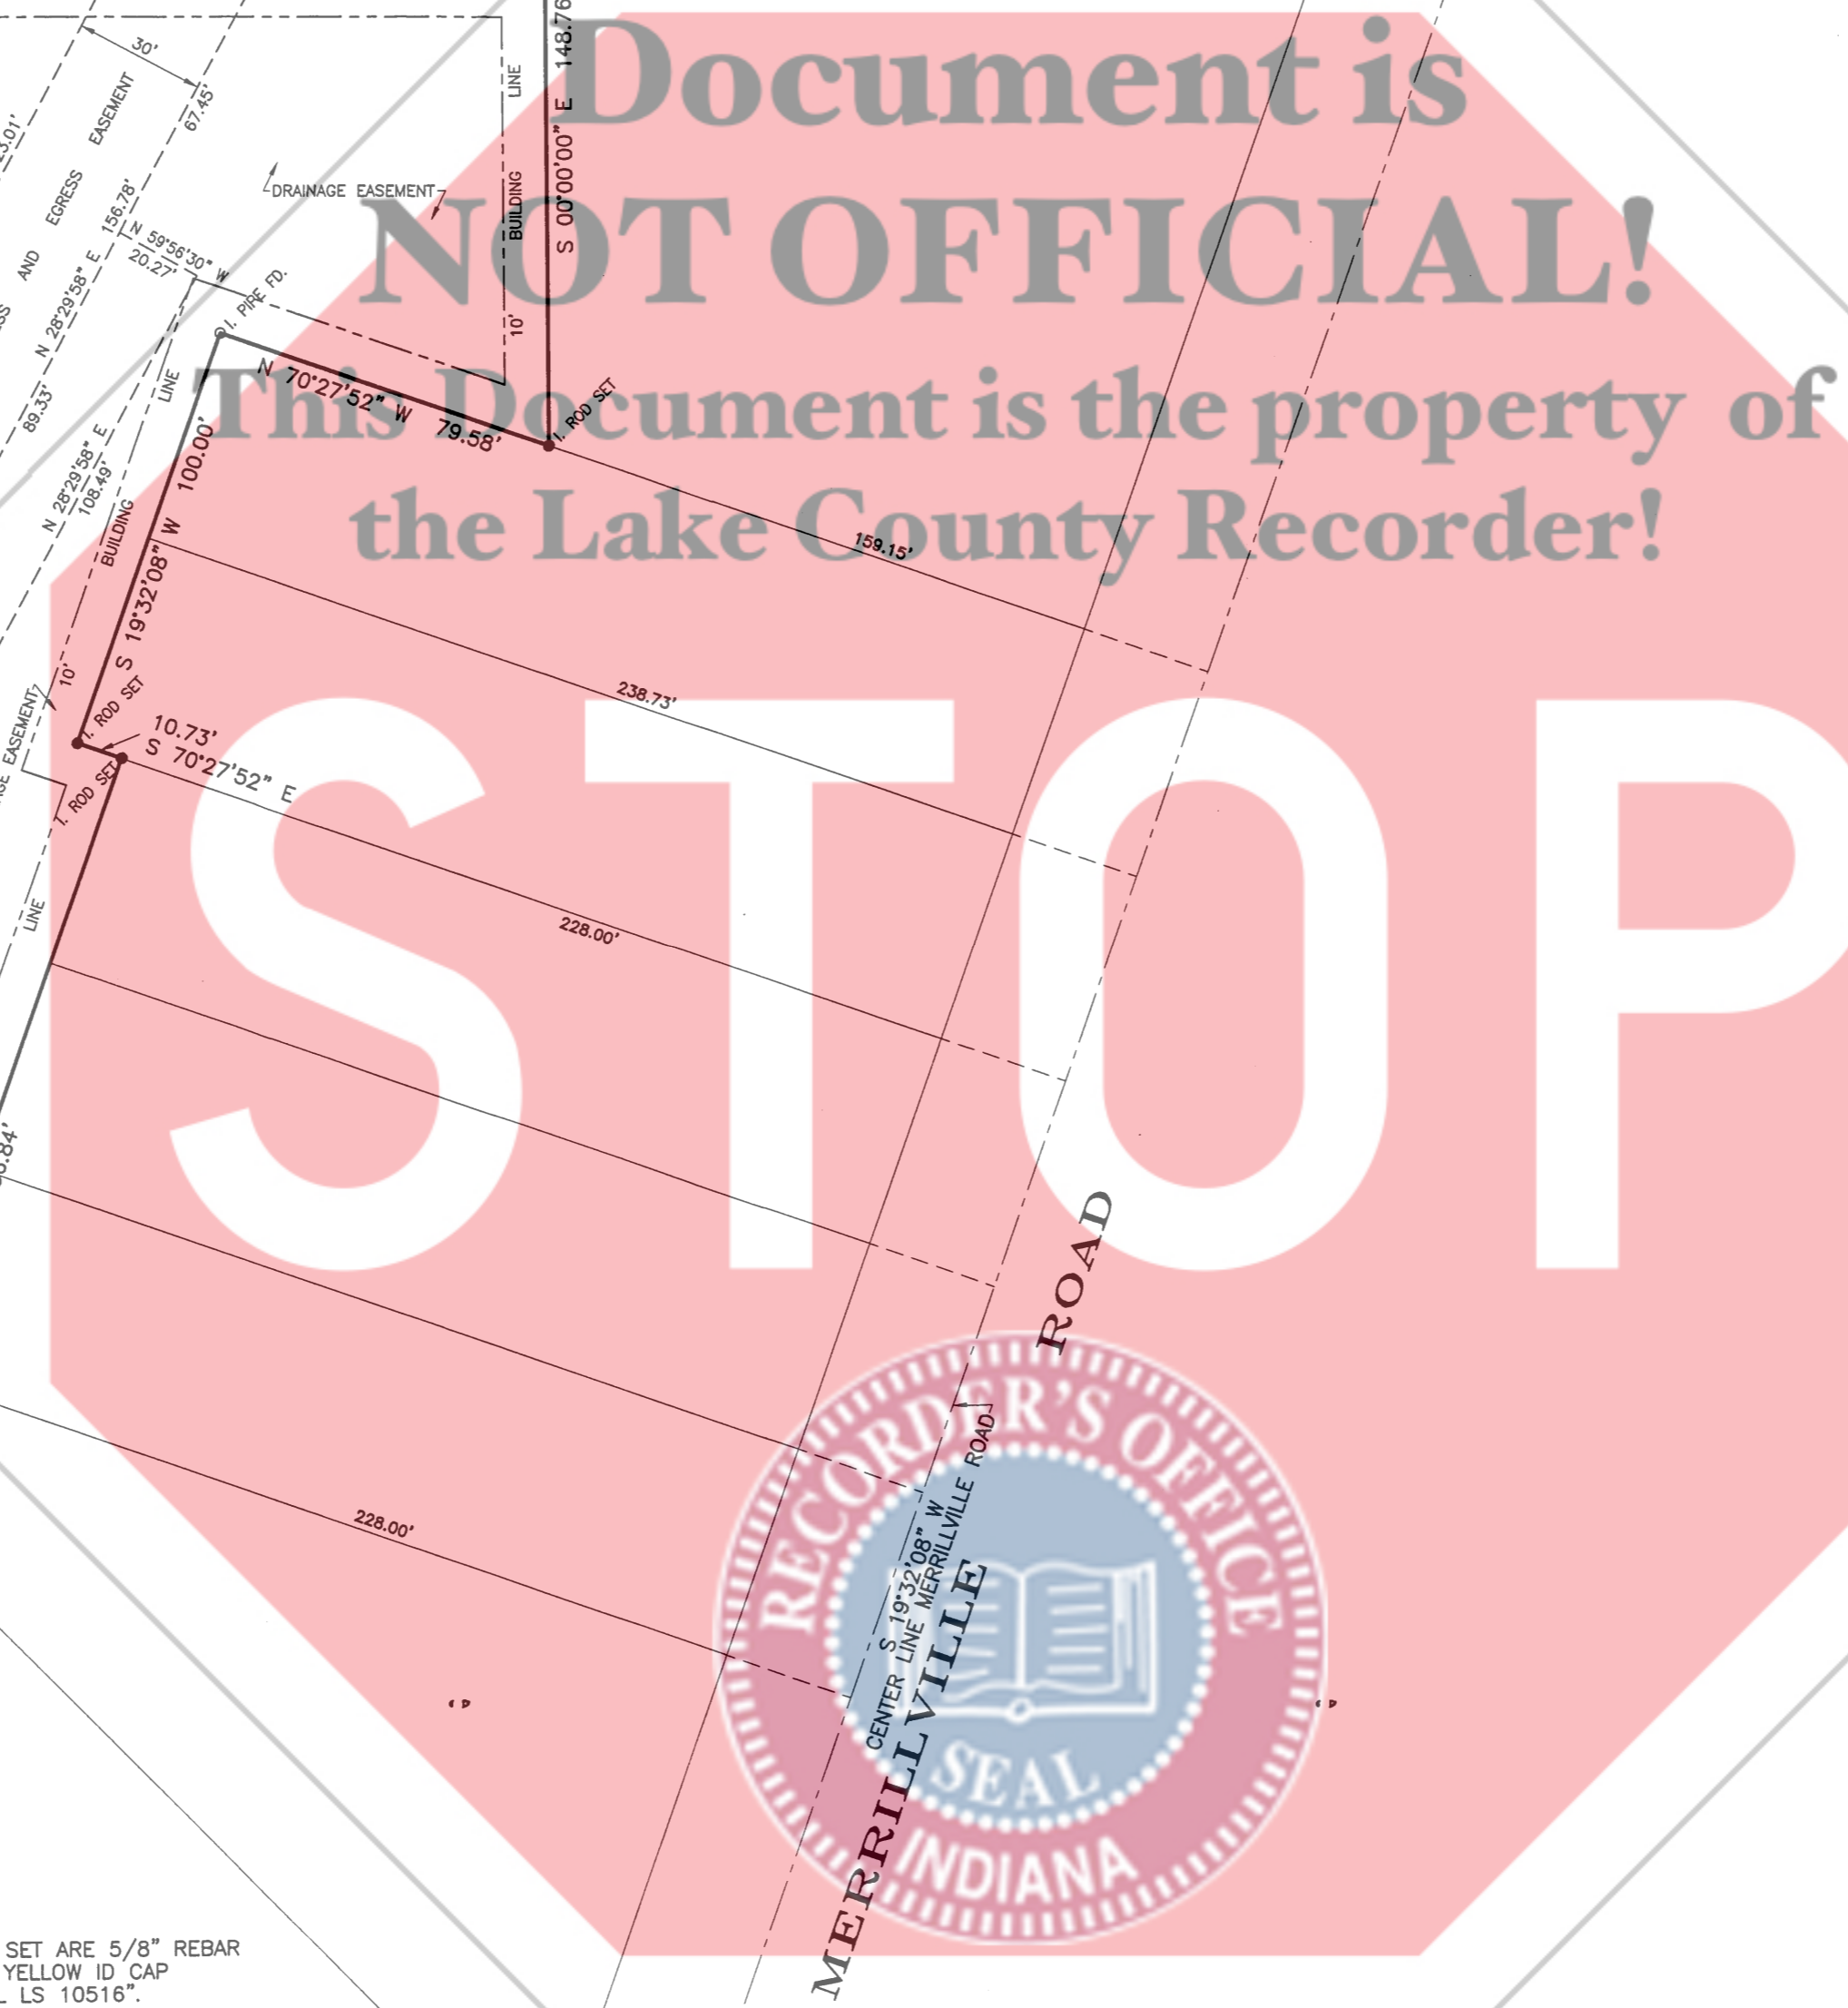 Document is
NOT OFFICIAL!
This Document is the property of
the Lake County Recorder!
STOP
30'
67.45'
EASEMENT
EGRESS
AND
156.78'
N 28°29'58" E
89.33'
N 59°56'30" W
20.27'
DRAINAGE EASEMENT
LINE
BUILDING
10'
S 00°00'00" E 148.76
I. PIPE FD.
N 70°27'52" W 79.58'
I. ROD SET
159.15'
LINE
BUILDING
10'
N 28°29'58" E
108.49'
S 19°32'08" W 100.00'
I. ROD SET
10.73'
S 70°27'52" E
I. ROD SET
EASEMENT
LINE
238.73'
228.00'
228.00'
ROAD
MERRILLVILLE
S 19°32'08" W
CENTER LINE MERRILLVILLE ROAD
RECORDER'S OFFICE
SEAL
INDIANA
SET ARE 5/8" REBAR
YELLOW ID CAP
LS 10516".